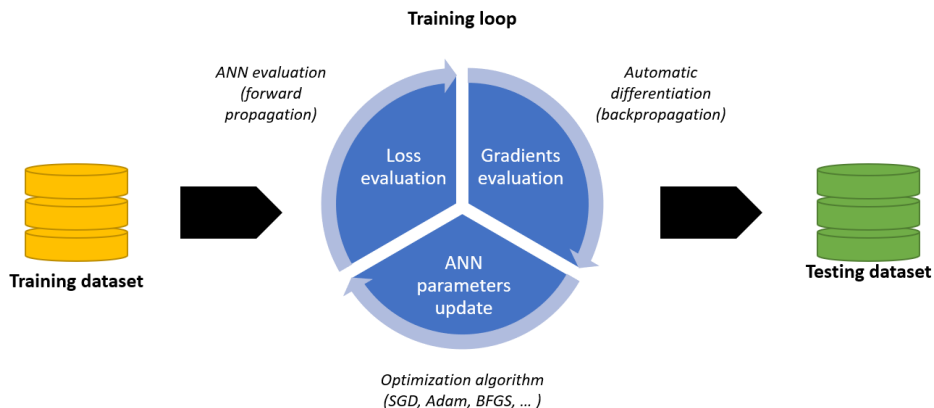 Training loop
ANN evaluation
(forward
propagation)
Automatic
differentiation
(backpropagation)
Loss
evaluation
Gradients
evaluation
Training dataset
Testing dataset
ANN
parameters
update
Optimization algorithm
(SGD, Adam, BFGS, ... )